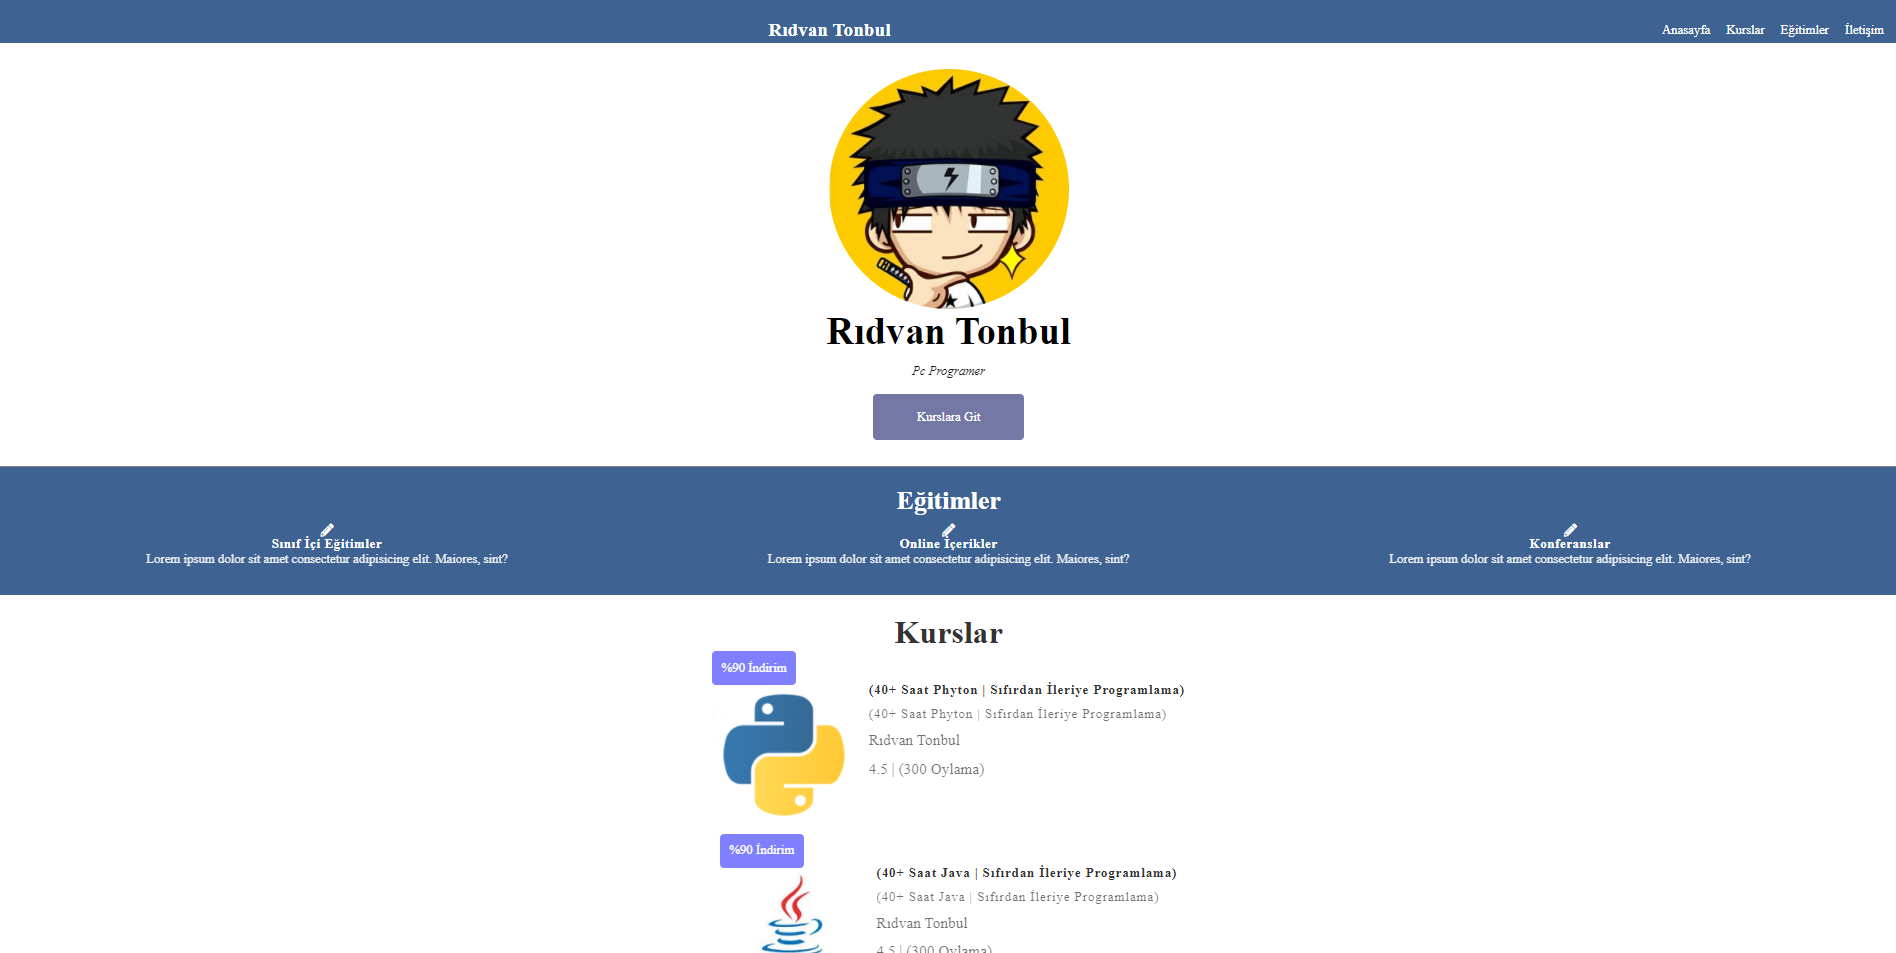 Rıdvan Tonbul
Anasayfa Kurslar Eğitimler İletişim
Rıdvan Tonbul
Pc Programer
Kurslara Git
Eğitimler
Sınıf İçi Eğitimler
Lorem ipsum dolor sit amet consectetur adipisicing elit. Maiores, sint?
Online İçerikler
Lorem ipsum dolor sit amet consectetur adipisicing elit. Maiores, sint?
Konferanslar
Lorem ipsum dolor sit amet consectetur adipisicing elit. Maiores, sint?
Kurslar
%90 İndirim
(40+ Saat Phyton | Sıfırdan İleriye Programlama)
(40+ Saat Phyton | Sıfırdan İleriye Programlama)
Rıdvan Tonbul
4.5 | (300 Oylama)
%90 İndirim
(40+ Saat Java | Sıfırdan İleriye Programlama)
(40+ Saat Java | Sıfırdan İleriye Programlama)
Rıdvan Tonbul
4.5 | (300 Oylama)